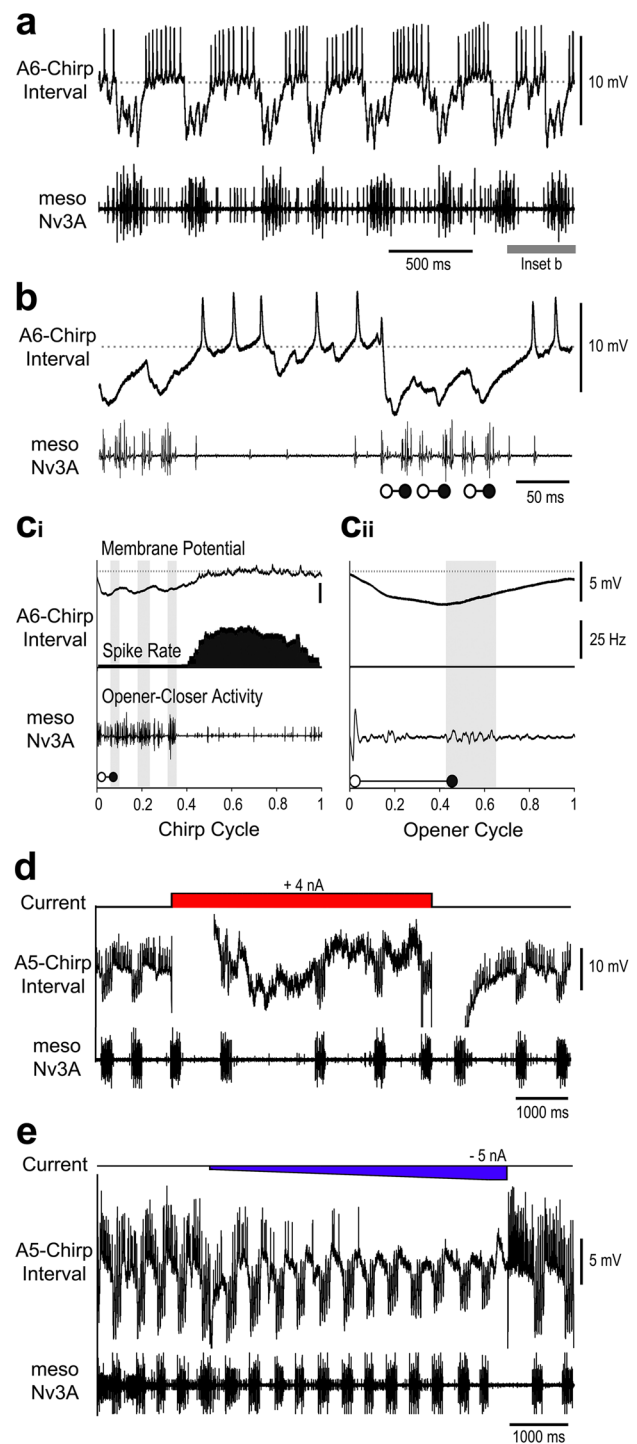 a
A6-Chirp
Interval
10 mV
meso
Nv3A
500 ms
Inset b
b
A6-Chirp
Interval
10 mV
meso
Nv3A
50 ms
ci
Membrane Potential
A6-Chirp
Interval
Spike Rate
Opener-Closer Activity
meso
Nv3A
0 0.2 0.4 0.6 0.8 1
Chirp Cycle
cii
5 mV
25 Hz
0 0.2 0.4 0.6 0.8 1
Opener Cycle
d
+ 4 nA
Current
A5-Chirp
Interval
10 mV
meso
Nv3A
1000 ms
e
- 5 nA
Current
A5-Chirp
Interval
5 mV
meso
Nv3A
1000 ms